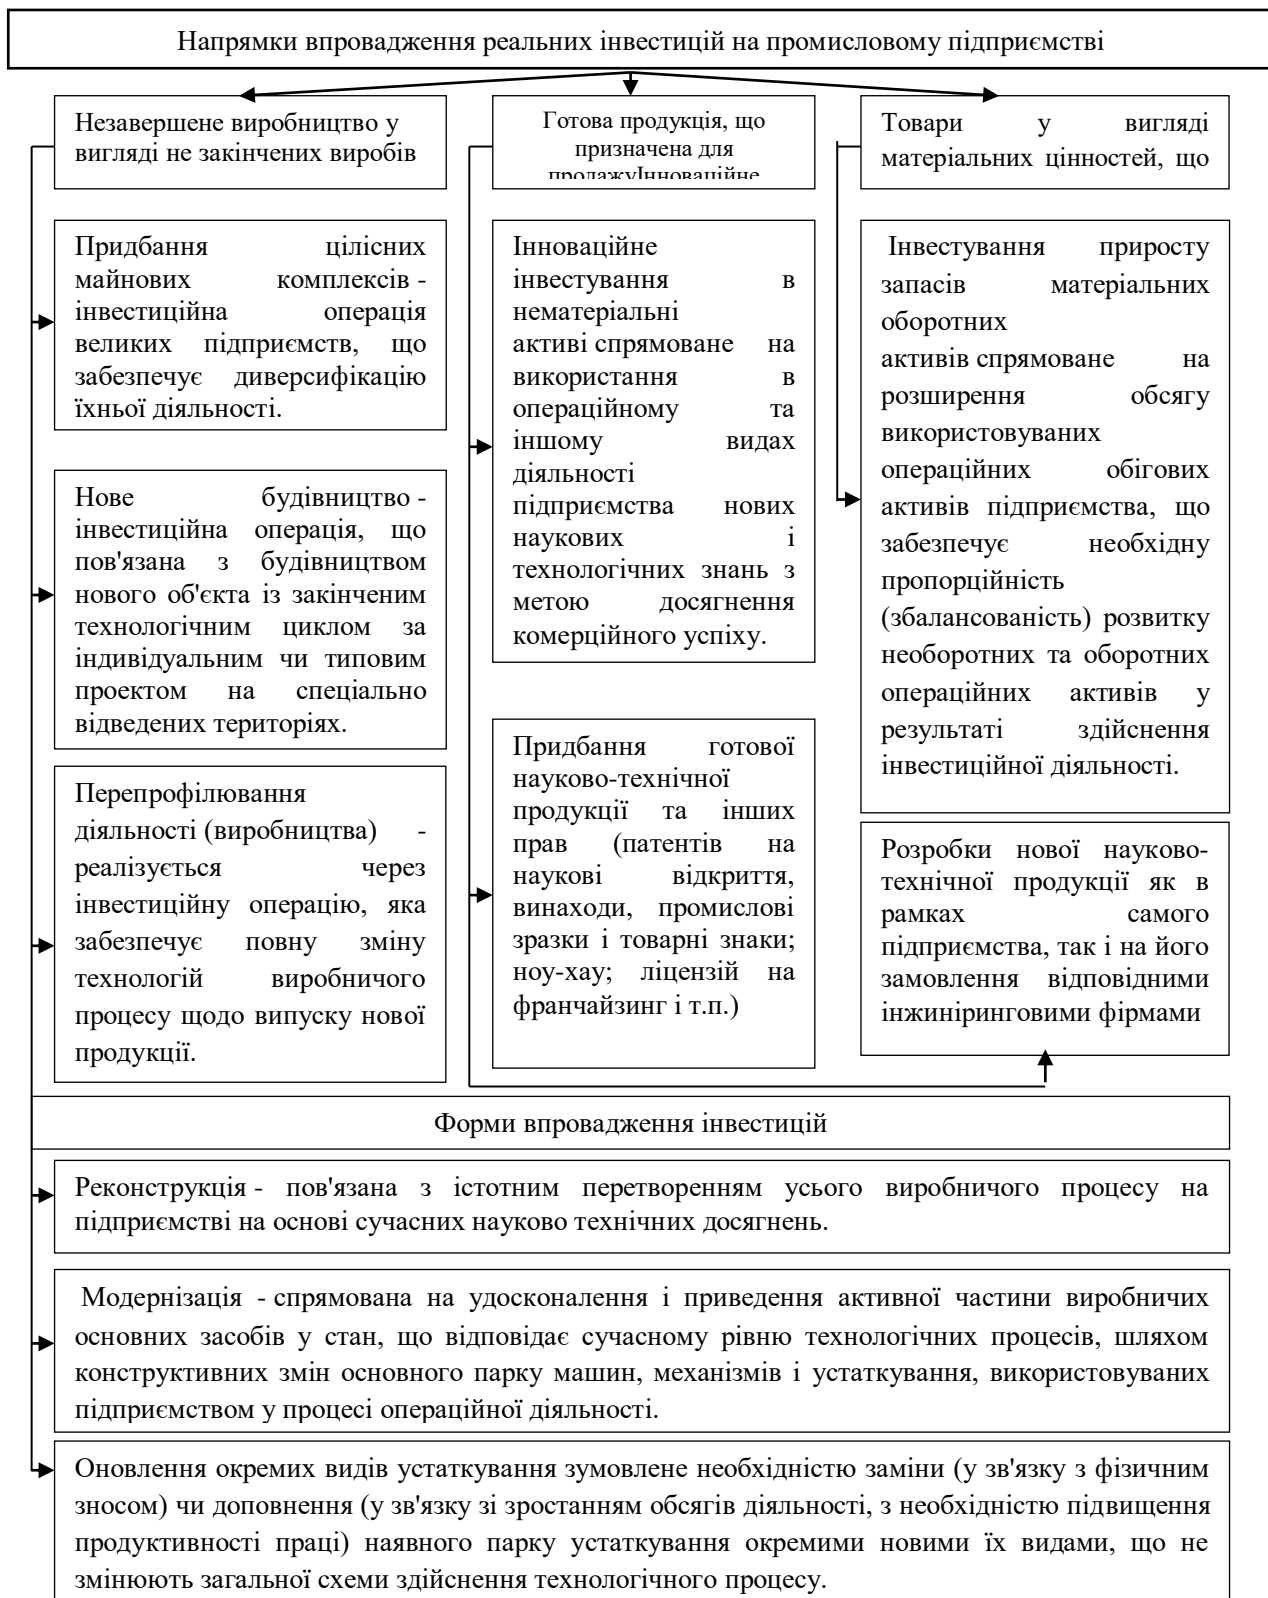 Напрямки впровадження реальних інвестицій на промисловому підприємстві
Незавершене виробництво у
вигляді не закінчених виробів
Готова продукція, що
призначена для
продажуІнноваційне
Товари у вигляді
матеріальних цінностей, що
Придбання цілісних
майнових комплексів -
інвестиційна операція
великих підприємств, що
забезпечує диверсифікацію
їхньої діяльності.
Нове будівництво -
інвестиційна операція, що
пов'язана з будівництвом
нового об'єкта із закінченим
технологічним циклом за
індивідуальним чи типовим
проектом на спеціально
відведених територіях.
Перепрофілювання
діяльності (виробництва) -
реалізується через
інвестиційну операцію, яка
забезпечує повну зміну
технологій виробничого
процесу щодо випуску нової
продукції.
Інноваційне
інвестування в
нематеріальні
активі спрямоване на
використання в
операційному та
іншому видах
діяльності
підприємства нових
наукових і
технологічних знань з
метою досягнення
комерційного успіху.
Придбання готової
науково-технічної
продукції та інших
прав (патентів на
наукові відкриття,
винаходи, промислові
зразки і товарні знаки;
ноу-хау; ліцензій на
франчайзинг і т.п.)
Інвестування приросту
запасів матеріальних
оборотних
активів спрямоване на
розширення обсягу
використовуваних
операційних обігових
активів підприємства, що
забезпечує необхідну
пропорційність
(збалансованість) розвитку
необоротних та оборотних
операційних активів у
результаті здійснення
інвестиційної діяльності.
Розробки нової науково-
технічної продукції як в
рамках самого
підприємства, так і на його
замовлення відповідними
інжиніринговими фірмами
Форми впровадження інвестицій
Реконструкція - пов'язана з істотним перетворенням усього виробничого процесу на
підприємстві на основі сучасних науково технічних досягнень.
Модернізація - спрямована на удосконалення і приведення активної частини виробничих
основних засобів у стан, що відповідає сучасному рівню технологічних процесів, шляхом
конструктивних змін основного парку машин, механізмів і устаткування, використовуваних
підприємством у процесі операційної діяльності.
Оновлення окремих видів устаткування зумовлене необхідністю заміни (у зв'язку з фізичним
зносом) чи доповнення (у зв'язку зі зростанням обсягів діяльності, з необхідністю підвищення
продуктивності праці) наявного парку устаткування окремими новими їх видами, що не
змінюють загальної схеми здійснення технологічного процесу.